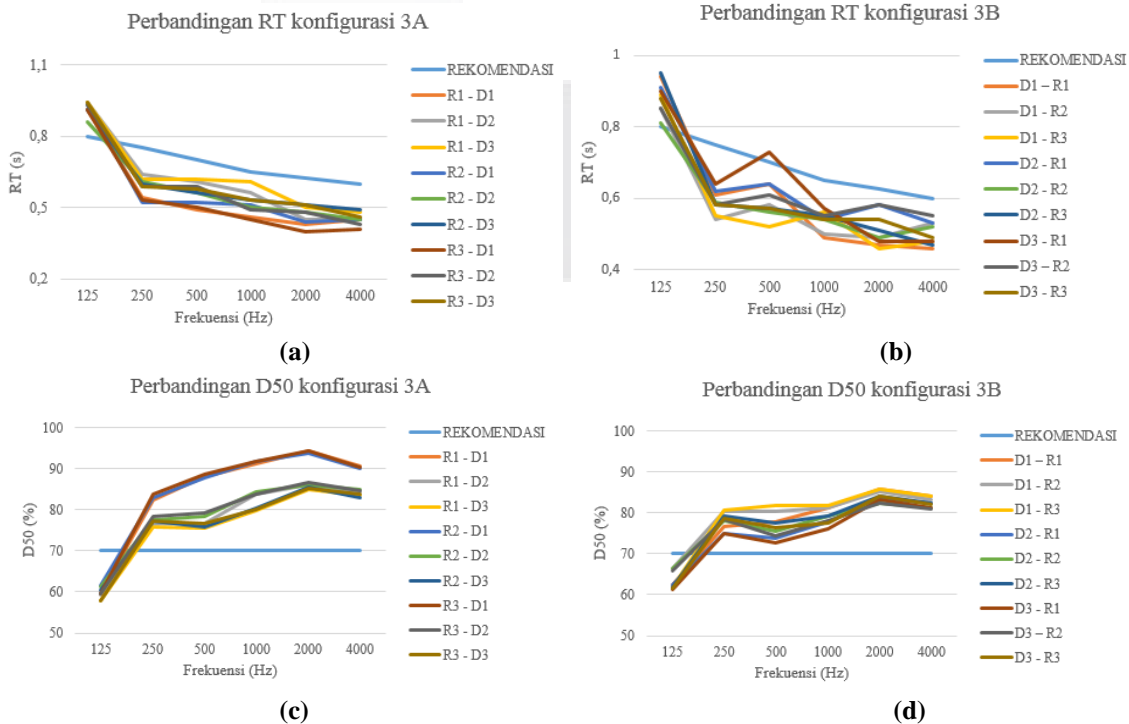 Perbandingan RT konfigurasi 3A
RT (s)
1,1
0,8
0,5
0,2
125 250 500 1000 2000 4000
Frekuensi (Hz)
REKOMENDASI
R1 - D1
R1 - D2
R1 - D3
R2 - D1
R2 - D2
R2 - D3
R3 - D1
R3 - D2
R3 - D3
(a)
Perbandingan RT konfigurasi 3B
RT (s)
1
0,8
0,6
0,4
125 250 500 1000 2000 4000
Frekuensi (Hz)
REKOMENDASI
D1 – R1
D1 - R2
D1 - R3
D2 - R1
D2 - R2
D2 - R3
D3 - R1
D3 – R2
D3 - R3
(b)
Perbandingan D50 konfigurasi 3A
D50 (%)
100
90
80
70
60
50
125 250 500 1000 2000 4000
Frekuensi (Hz)
REKOMENDASI
R1 - D1
R1 - D2
R1 - D3
R2 - D1
R2 - D2
R2 - D3
R3 - D1
R3 - D2
R3 - D3
(c)
Perbandingan D50 konfigurasi 3B
D50 (%)
100
90
80
70
60
50
125 250 500 1000 2000 4000
Frekuensi (Hz)
REKOMENDASI
D1 – R1
D1 - R2
D1 - R3
D2 - R1
D2 - R2
D2 - R3
D3 - R1
D3 – R2
D3 - R3
(d)